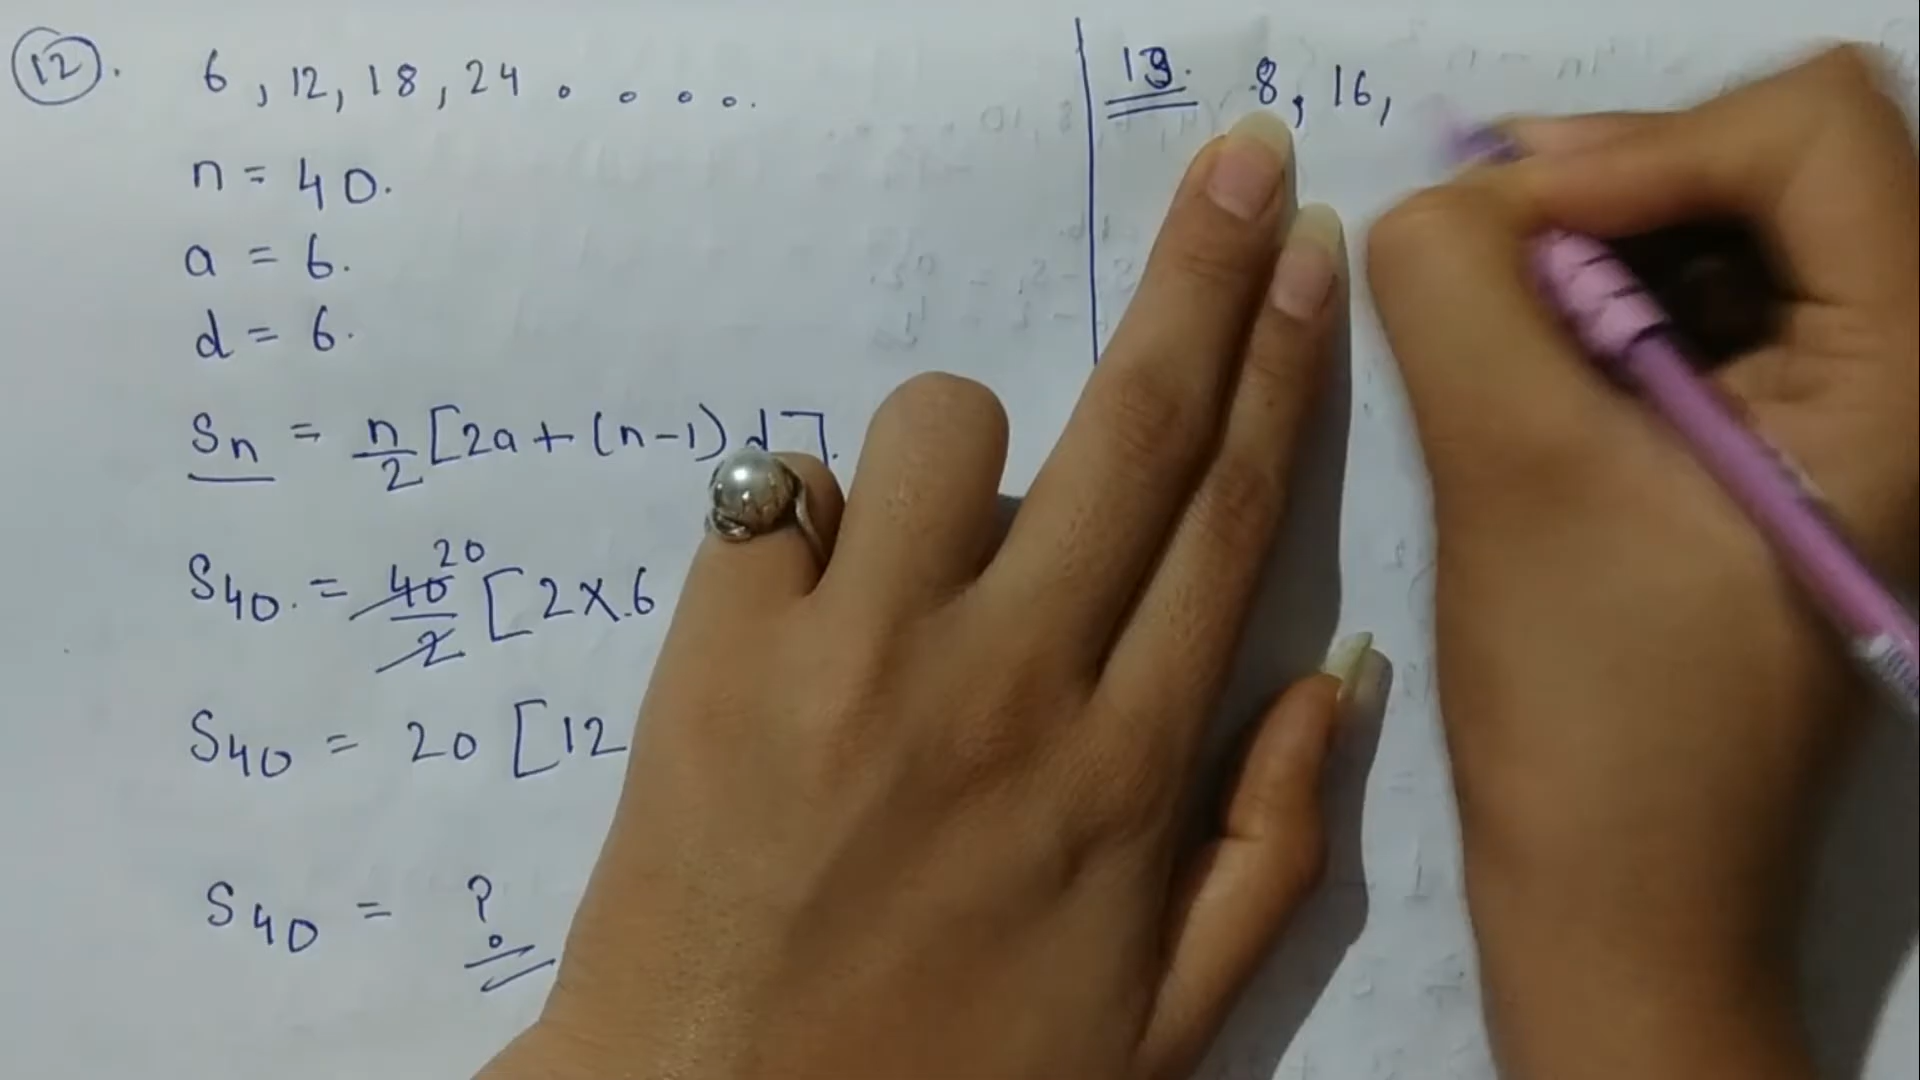 12. 6, 12, 18, 24 . . . .
n = 40.
a = 6.
d = 6.
Sn = n/2 [2a + (n-1) d].
S40. = 40/2 20 [2 x 6
S40 = 20 [12
S40 = ?
13. 8, 16,